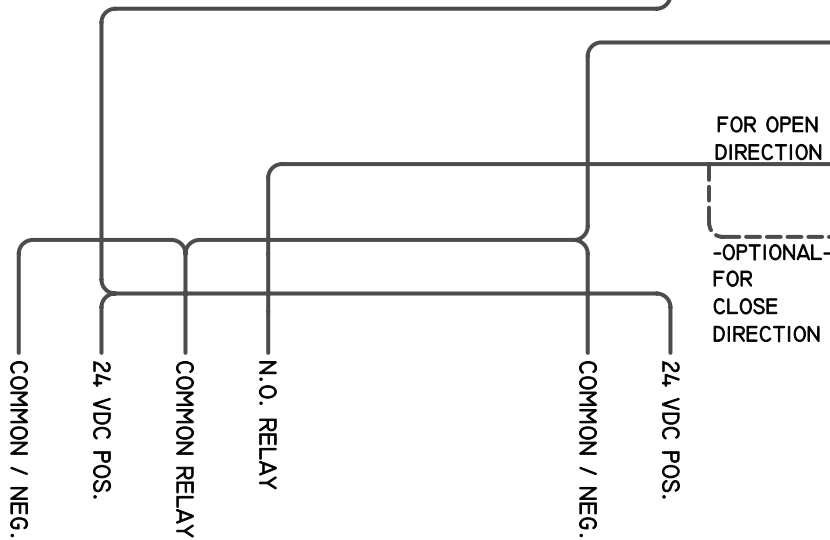 FOR OPEN
DIRECTION
-OPTIONAL-
FOR
CLOSE
DIRECTION
COMMON / NEG.
24 VDC POS.
COMMON RELAY
N.O. RELAY
COMMON / NEG.
24 VDC POS.